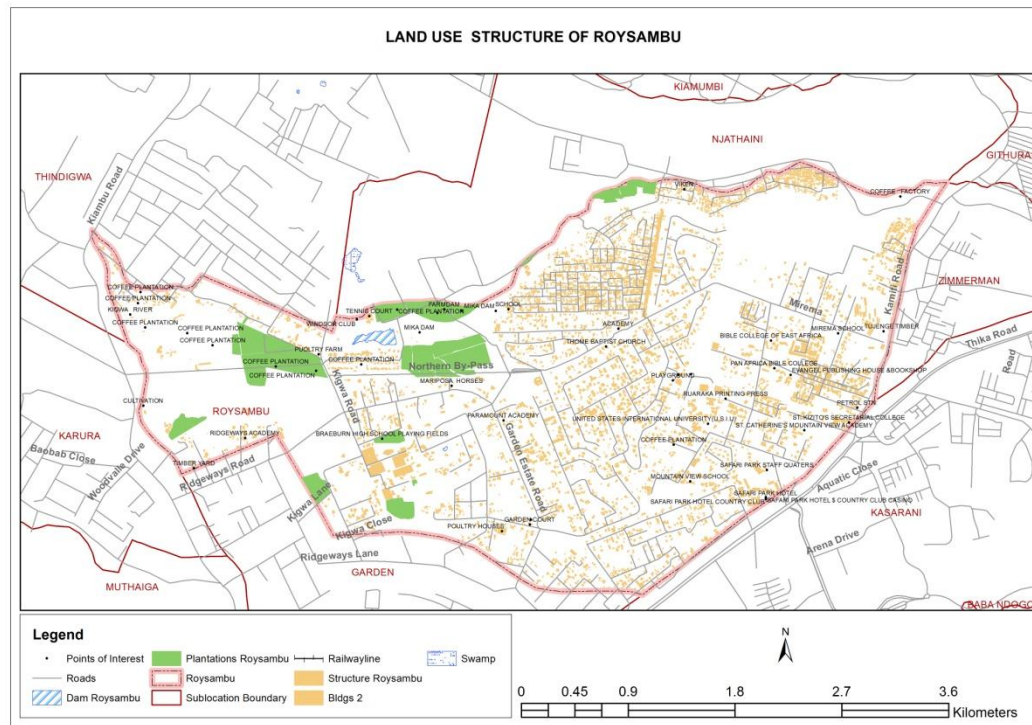 LAND USE STRUCTURE OF ROYSAMBU
KIAMUMBI
NJATHAINI
GITHURAI
THINDIGWA
Kiambu Road
VIKEN
COFFEE FACTORY
ZIMMERMAN
Kamiti Road
COFFEE PLANTATION
COFFEE PLANTATION
KIGWA RIVER
COFFEE PLANTATION
COFFEE PLANTATION
COFFEE PLANTATION
WINDSOR CLUB
TENNIS COURT
FARMDAM
COFFEE PLANTATION
MIKA DAM
SCHOOL
MIKA DAM
Mirema
ACADEMY
THOME BAPTIST CHURCH
BIBLE COLLEGE OF EAST AFRICA
MIREMA SCHOOL
TUJENGE TIMBER
Thika Road
Road
PUOLTRY FARM
COFFEE PLANTATION
COFFEE PLANTATION
COFFEE PLANTATION
Northern By-Pass
MARIPOSA HORSES
Kigwa Road
PLAYGROUND
PAN AFRICA BIBLE COLLEGE
EVANGEL PUBLISHING HOUSE &BOOKSHOP
RUARAKA PRINTING PRESS
PETROL STN
CULTIVATION
ROYSAMBU
PARAMOUNT ACADEMY
Garden Estate Road
UNITED STATES INTERNATIONAL UNIVERSITY(U.S.I.U)
ST.KIZITO'S SECRETARIAL COLLEGE
ST. CATHERINE'S MOUNTAIN VIEW ACADEMY
KARURA
Baobab Close
Woodvalle Drive
RIDGEWAYS ACADEMY
BRAEBURN HIGH SCHOOL PLAYING FIELDS
COFFEE PLANTATION
TIMBER YARD
Ridgeways Road
SAFARI PARK STAFF QUATERS
MOUNTAIN VIEW SCHOOL
Aquatic Close
Kigwa Lane
SAFARI PARK HOTEL
SAFARI PARK HOTEL COUNTRY CLUB
SAFARI PARK HOTEL $ COUNTRY CLUB CASINO
KASARANI
Kigwa Close
POULTRY HOUSES
GARDEN COURT
Arena Drive
Ridgeways Lane
GARDEN
MUTHAIGA
BABA NDOGO
Legend
Points of Interest
Plantations Roysambu
Railwayline
Swamp
Roads
Roysambu
Structure Roysambu
Dam Roysambu
Sublocation Boundary
Bldgs 2
N
0 0.45 0.9 1.8 2.7 3.6
Kilometers